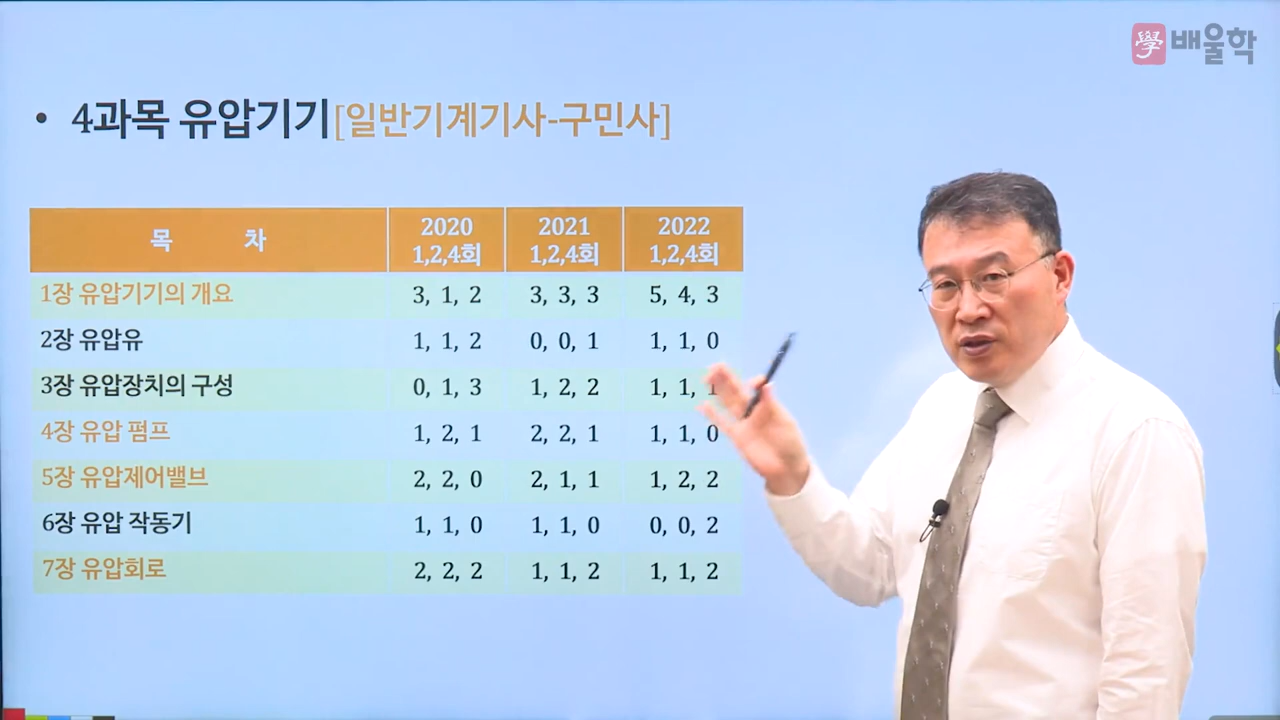 學 배울학
• 4과목 유압기기[일반기계기사-구민사]
목 차 2020 1,2,4회 2021 1,2,4회 2022 1,2,4회
1장 유압기기의 개요 3, 1, 2 3, 3, 3 5, 4, 3
2장 유압유 1, 1, 2 0, 0, 1 1, 1, 0
3장 유압장치의 구성 0, 1, 3 1, 2, 2 1, 1, 1
4장 유압 펌프 1, 2, 1 2, 2, 1 1, 1, 0
5장 유압제어밸브 2, 2, 0 2, 1, 1 1, 2, 2
6장 유압 작동기 1, 1, 0 1, 1, 0 0, 0, 2
7장 유압회로 2, 2, 2 1, 1, 2 1, 1, 2